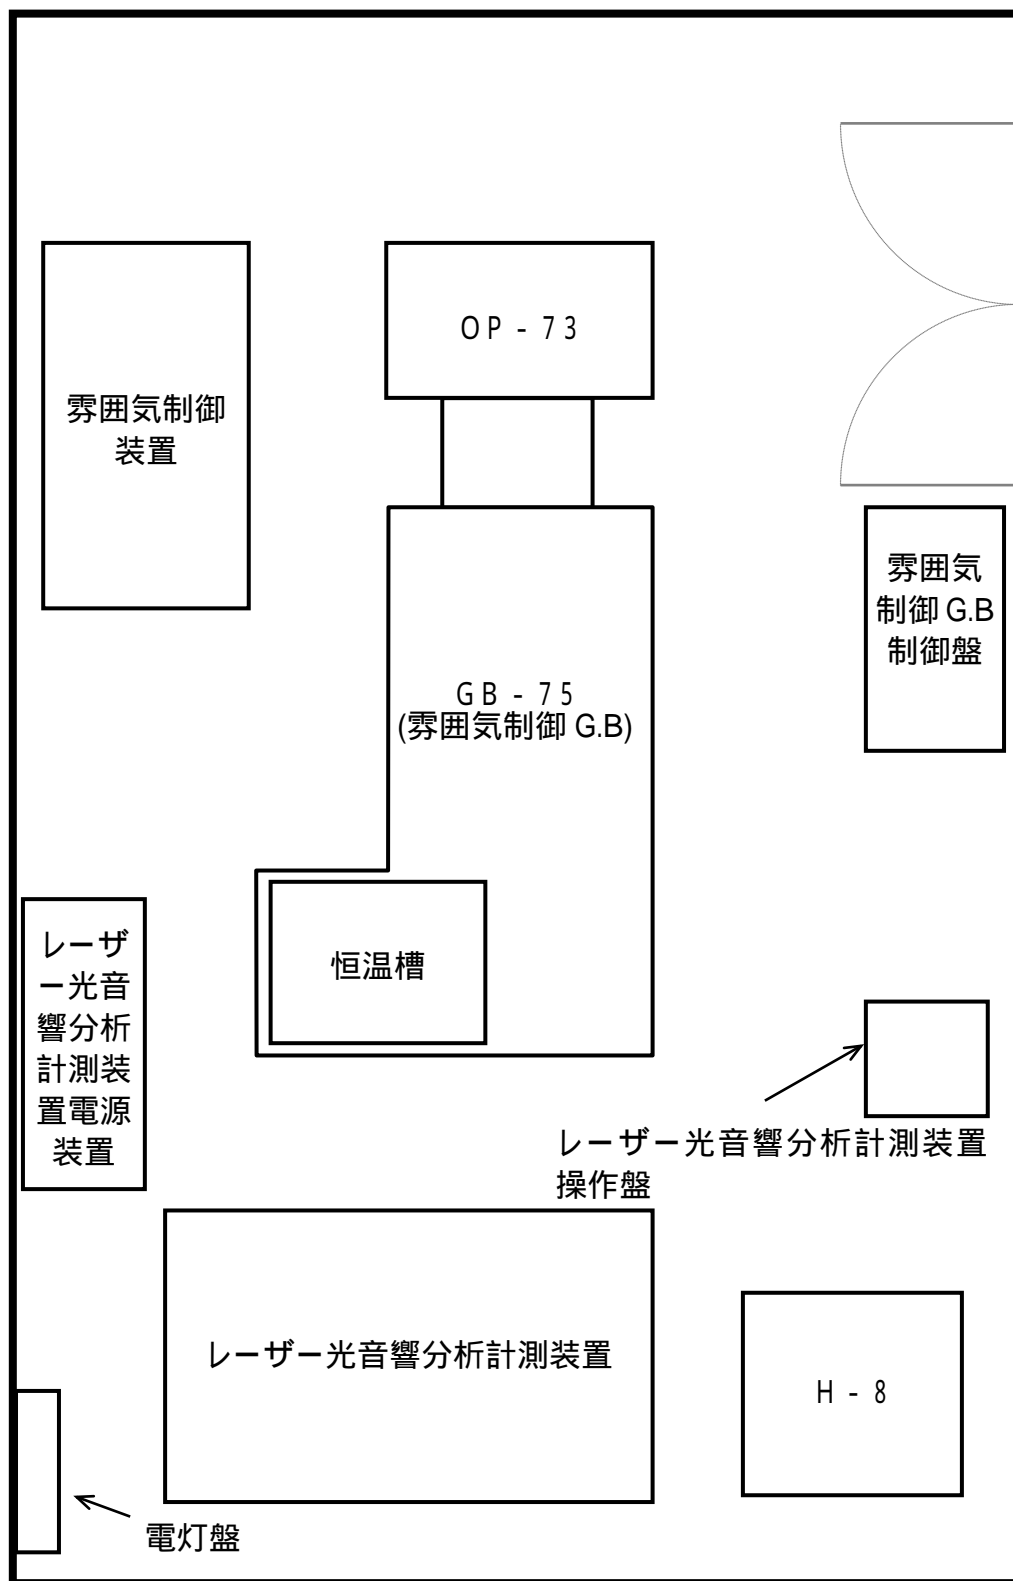 OP-73
雰囲気制御
装置
雰囲気
制御G.B
制御盤
GB-75
(雰囲気制御G.B)
レーザ
ー光音
響分析
計測装
置電源
装置
恒温槽
レーザー光音響分析計測装置
操作盤
レーザー光音響分析計測装置
H-8
電灯盤